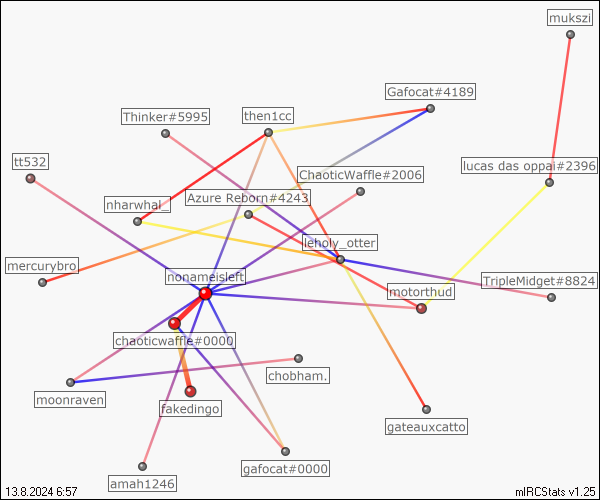 mukszi
Gafocat#4189
Thinker#5995
then1cc
tt532
lucas das oppai#2396
ChaoticWaffle#2006
Azure Reborn#4243
nharwhal_
leholy_otter
mercurybro
nonameisleft
TripleMidget#8824
motorthud
chaoticwaffle#0000
chobham.
moonraven
fakedingo
gateauxcatto
gafocat#0000
amah1246
13.8.2024 6:57
mIRCStats v1.25